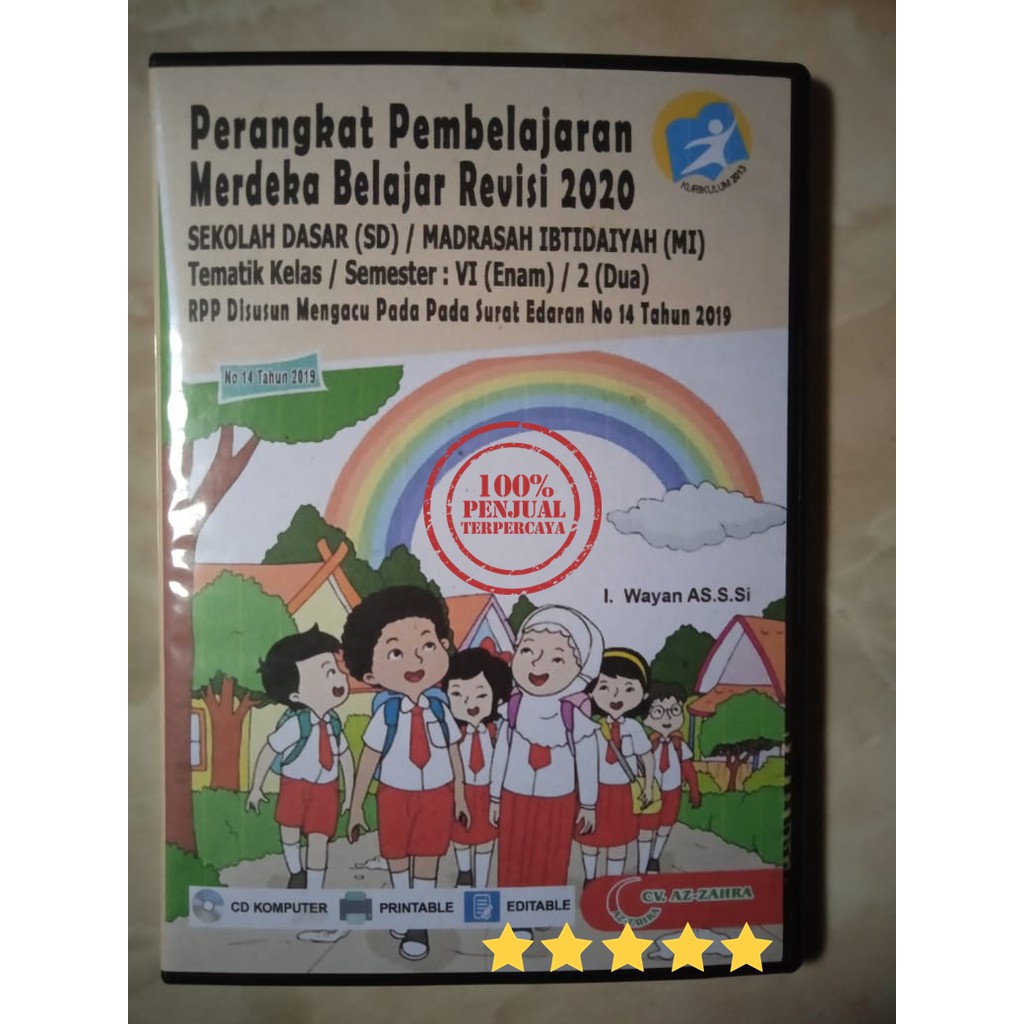 Perangkat Pembelajaran
Merdeka Belajar Revisi 2020
KURIKULUM 2013
SEKOLAH DASAR (SD) / MADRASAH IBTIDAIYAH (MI)
Tematik Kelas / Semester : VI (Enam) / 2 (Dua)
RPP Disusun Mengacu Pada Pada Surat Edaran No 14 Tahun 2019
No 14 Tahun 2019
100%
PENJUAL
TERPERCAYA
I. Wayan AS.S.Si
CD KOMPUTER
PRINTABLE
EDITABLE
CV. AZ-ZAHRA
AZ-ZAHRA